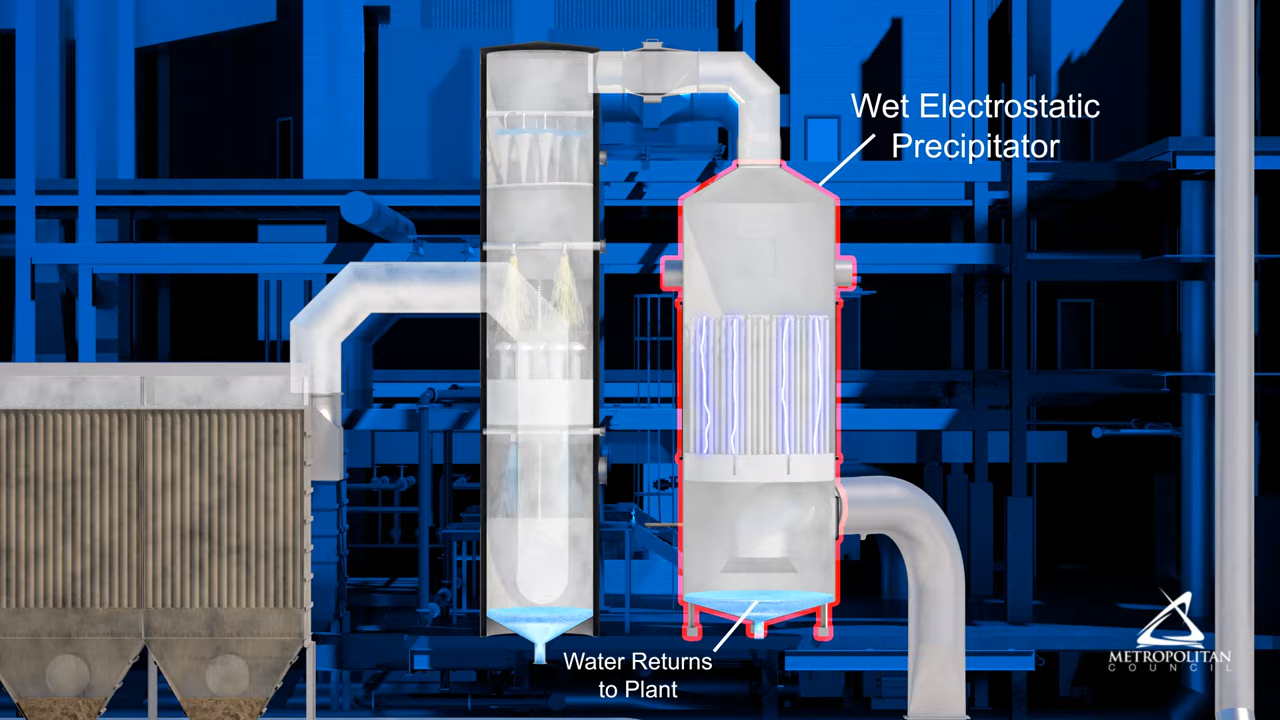 Wet Electrostatic
Precipitator
Water Returns
to Plant
METROPOLITAN
COUNCIL